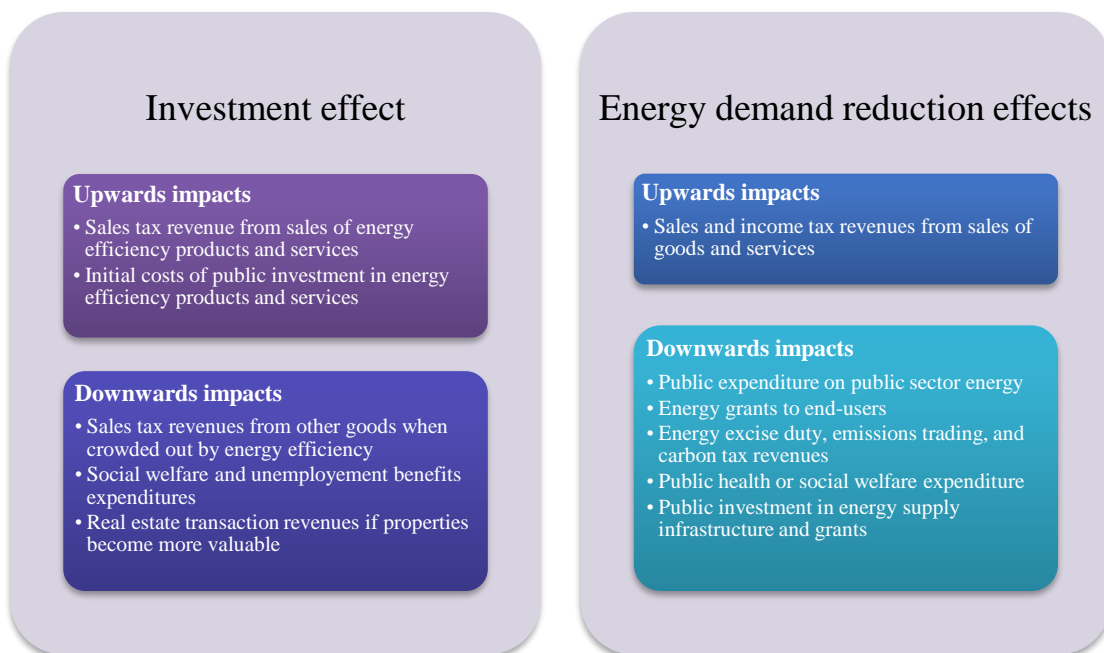 Investment effect
Upwards impacts
• Sales tax revenue from sales of energy
efficiency products and services
• Initial costs of public investment in energy
efficiency products and services
Downwards impacts
• Sales tax revenues from other goods when
crowded out by energy efficiency
• Social welfare and unemployement benefits
expenditures
• Real estate transaction revenues if properties
become more valuable
Energy demand reduction effects
Upwards impacts
• Sales and income tax revenues from sales of
goods and services
Downwards impacts
• Public expenditure on public sector energy
• Energy grants to end-users
• Energy excise duty, emissions trading, and
carbon tax revenues
• Public health or social welfare expenditure
• Public investment in energy supply
infrastructure and grants